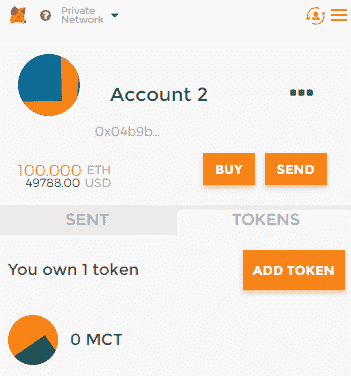 Private
Network
Account 2
0x04b9b...
100.000 ETH
49788.00 USD
BUY
SEND
SENT
TOKENS
You own 1 token
ADD TOKEN
0 MCT